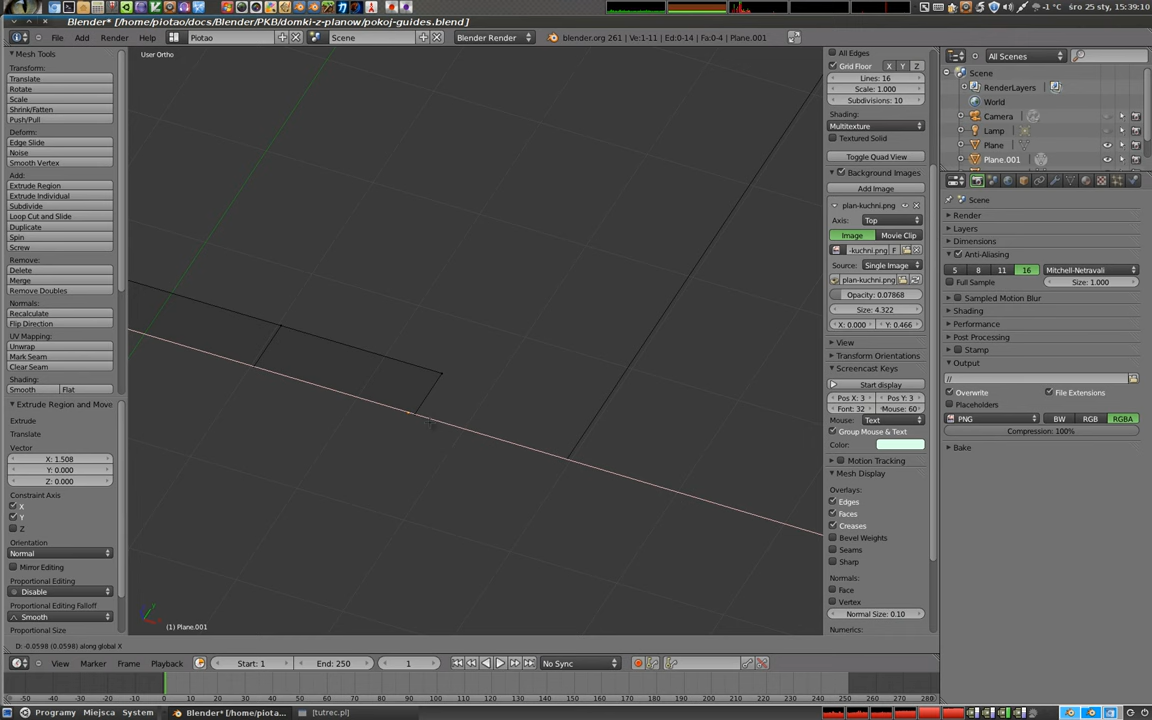 -1 °C śro 25 sty, 15:39:10
Blender* [/home/piotao/docs/Blender/PKB/domki-z-planow/pokoj-guides.blend]
File Add Render Help Piotao Scene Blender Render blender.org 261 | Ve:1-11 | Ed:0-14 | Fa:0-4 | Plane.001
Mesh Tools
Transform:
Translate
Rotate
Scale
Shrink/Fatten
Push/Pull
Deform:
Edge Slide
Noise
Smooth Vertex
Add:
Extrude Region
Extrude Individual
Subdivide
Loop Cut and Slide
Duplicate
Spin
Screw
Remove:
Delete
Merge
Remove Doubles
Normals:
Recalculate
Flip Direction
UV Mapping:
Unwrap
Mark Seam
Clear Seam
Shading:
Smooth Flat
Extrude Region and Move
Extrude
Translate
Vector
X: 1.508
Y: 0.000
Z: 0.000
Constraint Axis
X
Y
Z
Orientation
Normal
Mirror Editing
Proportional Editing
Disable
Proportional Editing Falloff
Smooth
Proportional Size
User Ortho
(1) Plane.001
D: -0.0598 (0.0598) along global X
All Edges
Grid Floor X Y Z
Lines: 16
Scale: 1.000
Subdivisions: 10
Shading:
Multitexture
Textured Solid
Toggle Quad View
Background Images
Add Image
plan-kuchni.png
Axis: Top
Image Movie Clip
-kuchni.png F
Source: Single Image
plan-kuchni.png
Opacity: 0.07868
Size: 4.322
X: 0.000 Y: 0.466
View
Transform Orientations
Screencast Keys
Start display
Pos X: 3 Pos Y: 3
Font: 32 Mouse: 60
Mouse: Text
Group Mouse & Text
Color:
Motion Tracking
Mesh Display
Overlays:
Edges
Faces
Creases
Bevel Weights
Seams
Sharp
Normals:
Face
Vertex
Normal Size: 0.10
Numerics:
View Search All Scenes
Scene
RenderLayers
World
Camera
Lamp
Plane
Plane.001
Scene
Render
Layers
Dimensions
Anti-Aliasing
5 8 11 16 Mitchell-Netravali
Full Sample Size: 1.000
Sampled Motion Blur
Shading
Performance
Post Processing
Stamp
Output
//
Overwrite File Extensions
Placeholders
PNG BW RGB RGBA
Compression: 100%
Bake
View Marker Frame Playback Start: 1 End: 250 1 No Sync
-50 -40 -30 -20 -10 0 10 20 30 40 50 60 70 80 90 100 110 120 130 140 150 160 170 180 190 200 210 220 230 240 250 260 270 280
Programy Miejsca System Blender* [/home/piota... [tutrec.pl]